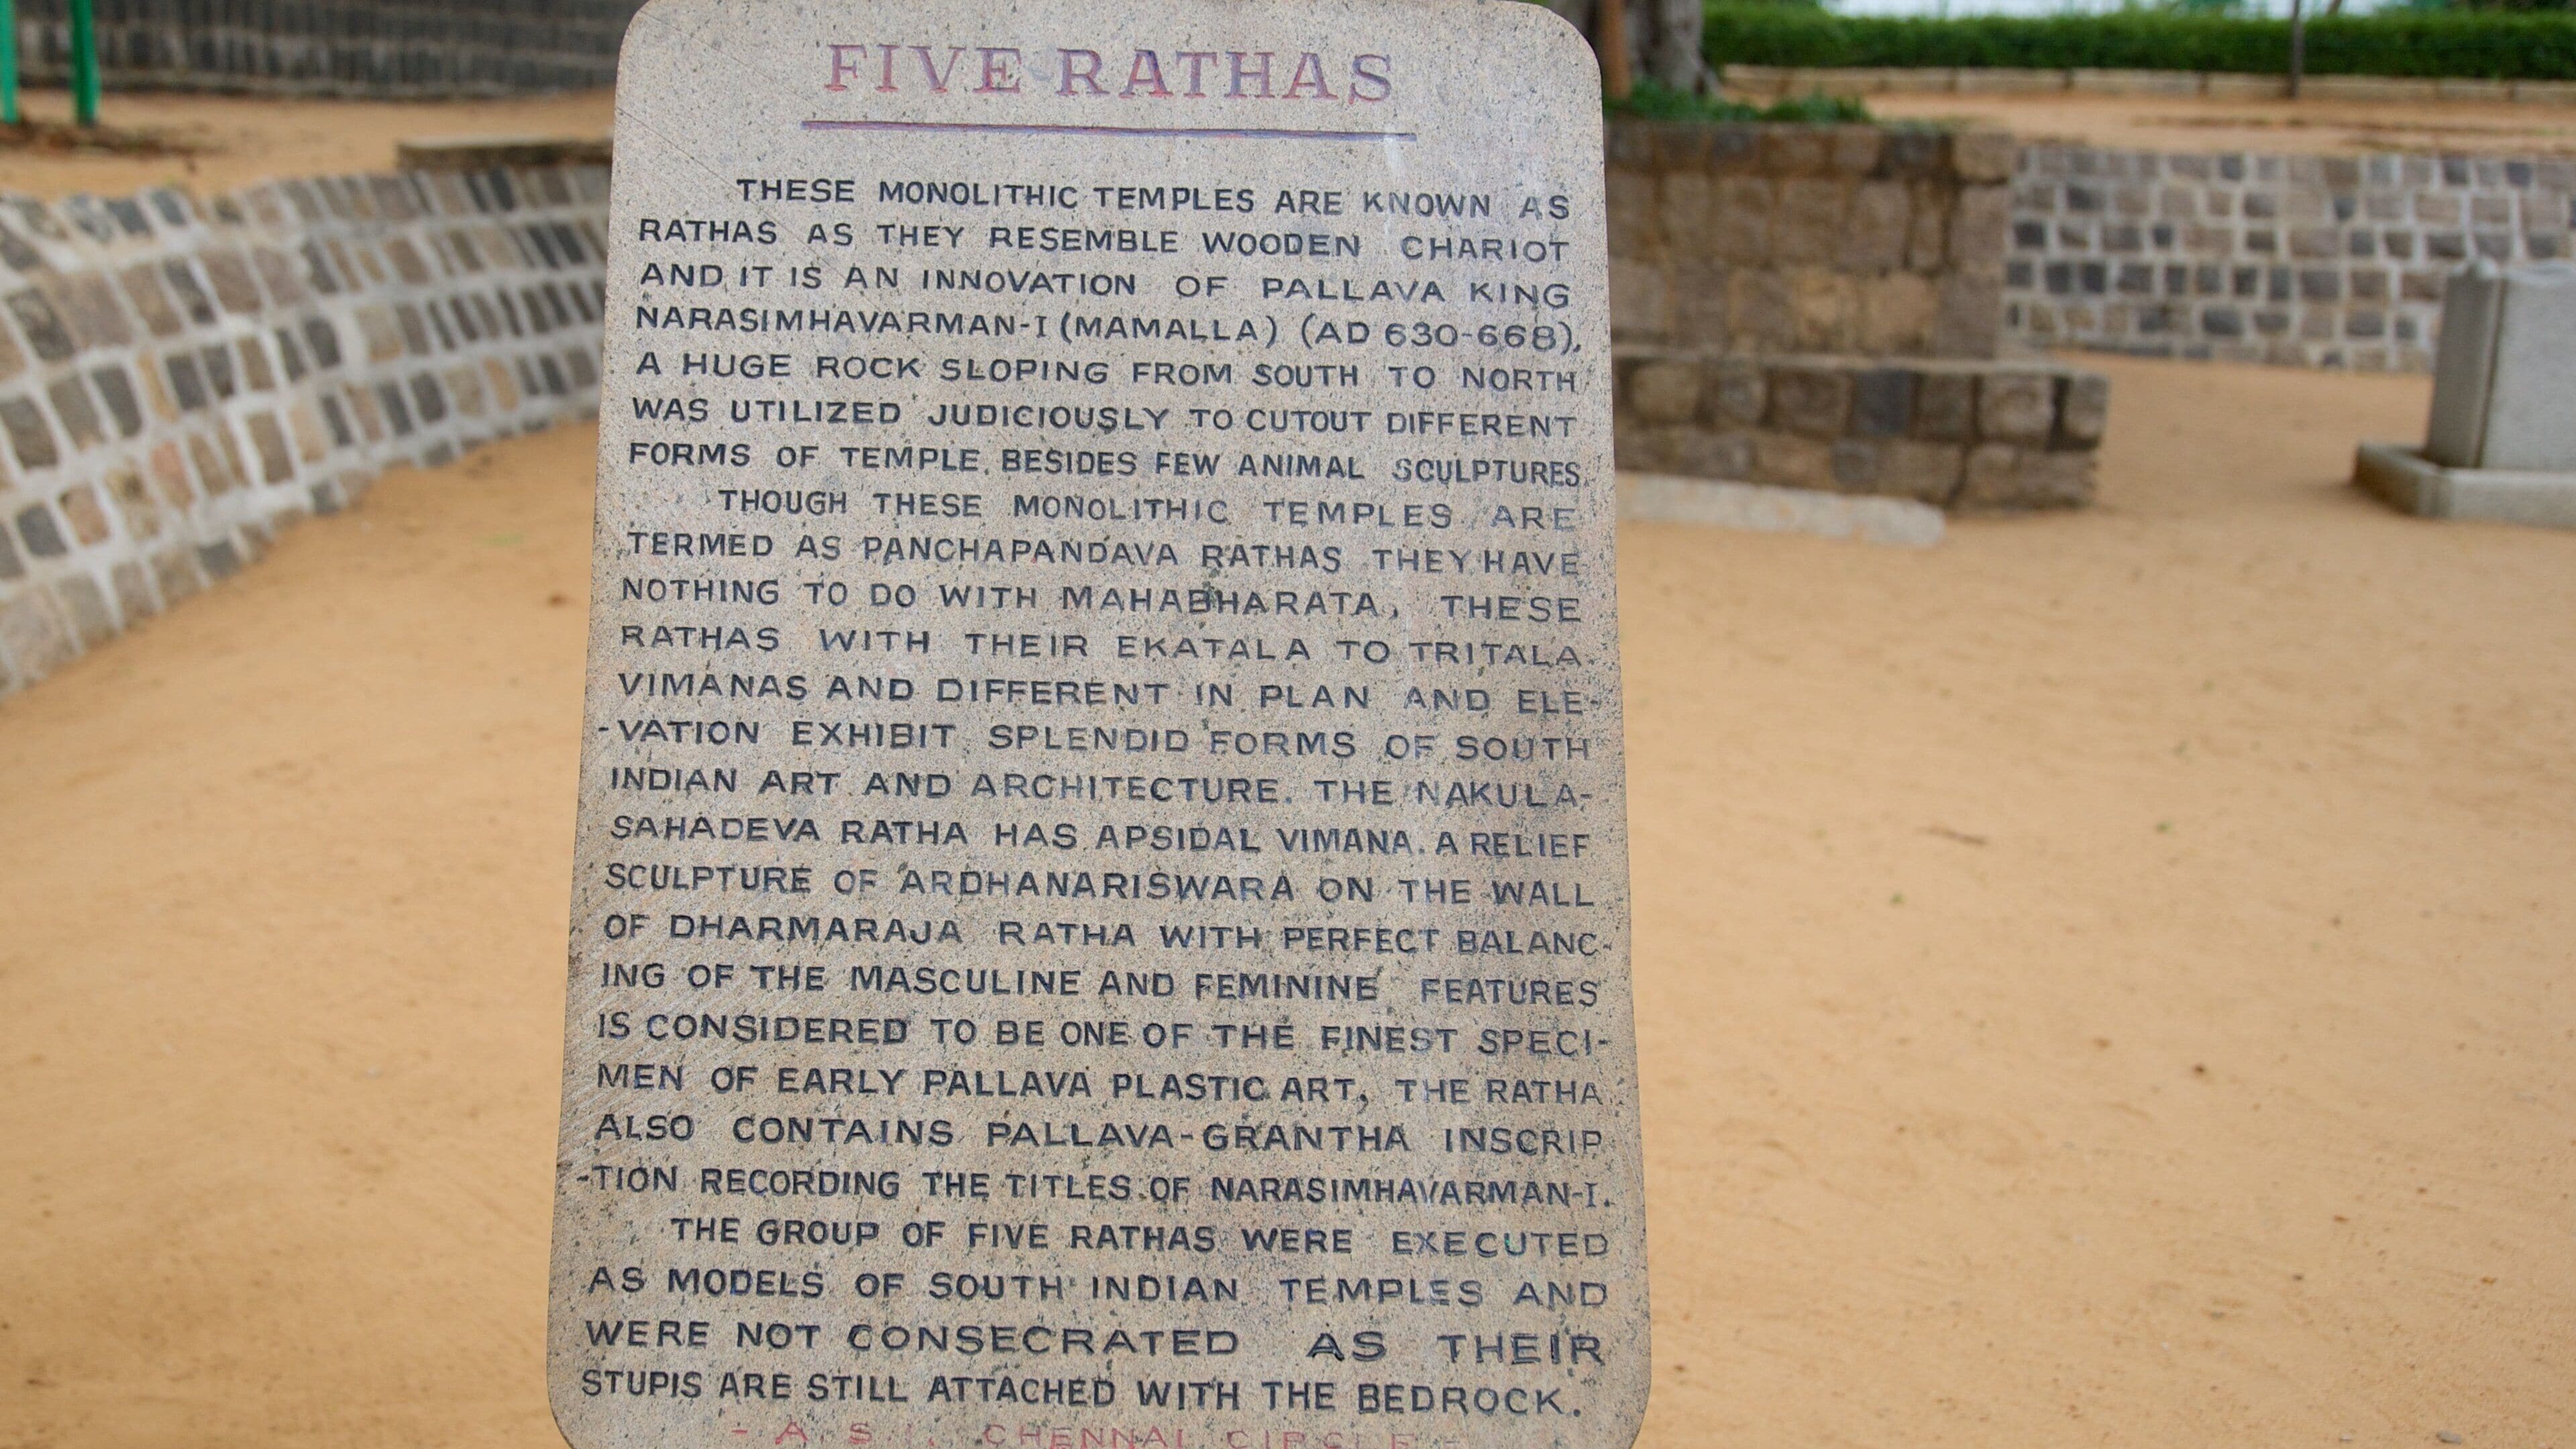 FIVE RATHAS
THESE MONOLITHIC TEMPLES ARE KNOWN AS
RATHAS AS THEY RESEMBLE WOODEN CHARIOT
AND IT IS AN INNOVATION OF PALLAVA KING
NARASIMHAVARMAN-I (MAMALLA) (AD 630-668).
A HUGE ROCK SLOPING FROM SOUTH TO NORTH
WAS UTILIZED JUDICIOUSLY TO CUTOUT DIFFERENT
FORMS OF TEMPLE BESIDES FEW ANIMAL SCULPTURES.
THOUGH THESE MONOLITHIC TEMPLES ARE
TERMED AS PANCHAPANDAVA RATHAS THEY HAVE
NOTHING TO DO WITH MAHABHARATA. THESE
RATHAS WITH THEIR EKATALA TO TRITALA
VIMANAS AND DIFFERENT IN PLAN AND ELE-
-VATION EXHIBIT SPLENDID FORMS OF SOUTH
INDIAN ART AND ARCHITECTURE. THE NAKULA-
SAHADEVA RATHA HAS APSIDAL VIMANA. A RELIEF
SCULPTURE OF ARDHANARISWARA ON THE WALL
OF DHARMARAJA RATHA WITH PERFECT BALANC-
ING OF THE MASCULINE AND FEMININE FEATURES
IS CONSIDERED TO BE ONE OF THE FINEST SPECI-
MEN OF EARLY PALLAVA PLASTIC ART. THE RATHA
ALSO CONTAINS PALLAVA-GRANTHA INSCRIP
-TION RECORDING THE TITLES OF NARASIMHAVARMAN-I.
THE GROUP OF FIVE RATHAS WERE EXECUTED
AS MODELS OF SOUTH INDIAN TEMPLES AND
WERE NOT CONSECRATED AS THEIR
STUPIS ARE STILL ATTACHED WITH THE BEDROCK.
- A. S. I. CHENNAI CIRCLE -